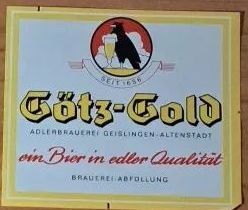 SEIT 1656
Götz-Gold
ADLERBRAUEREI GEISLINGEN-ALTENSTADT
ein Bier in edler Qualität
BRAUEREI-ABFÜLLUNG